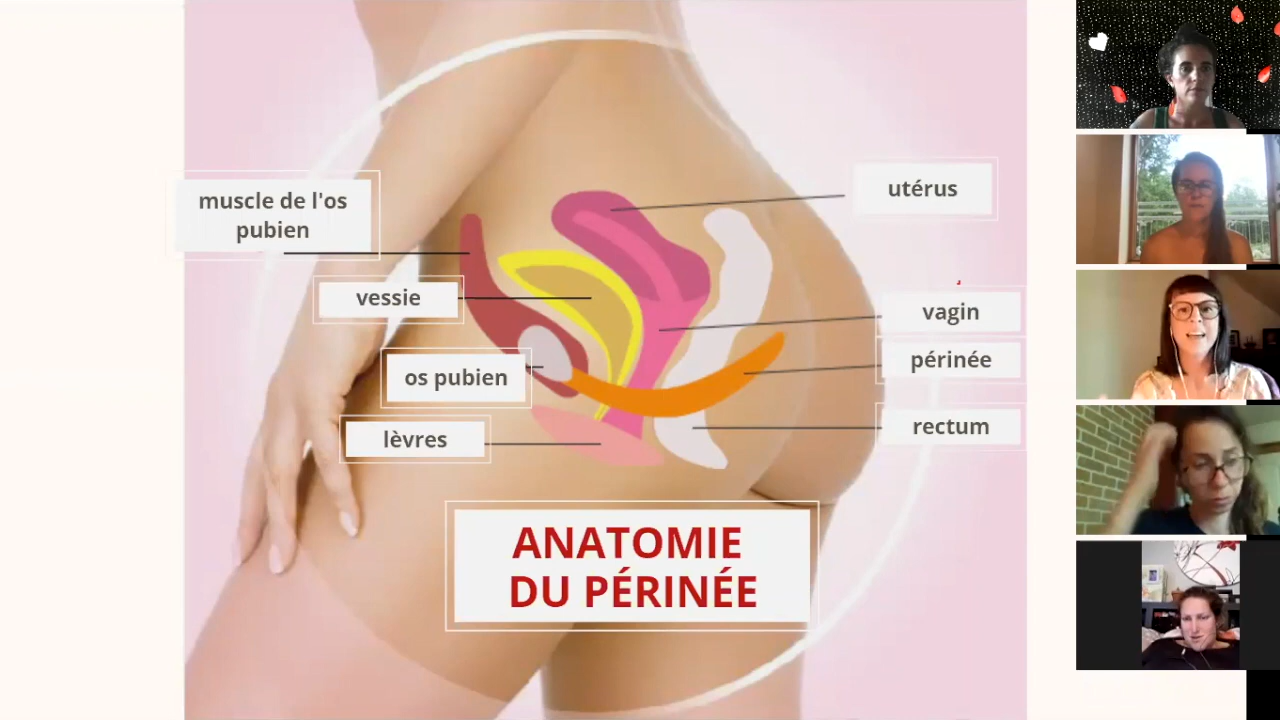 muscle de l'os
pubien
utérus
vessie
vagin
périnée
os pubien
rectum
lèvres
ANATOMIE
DU PÉRINÉE